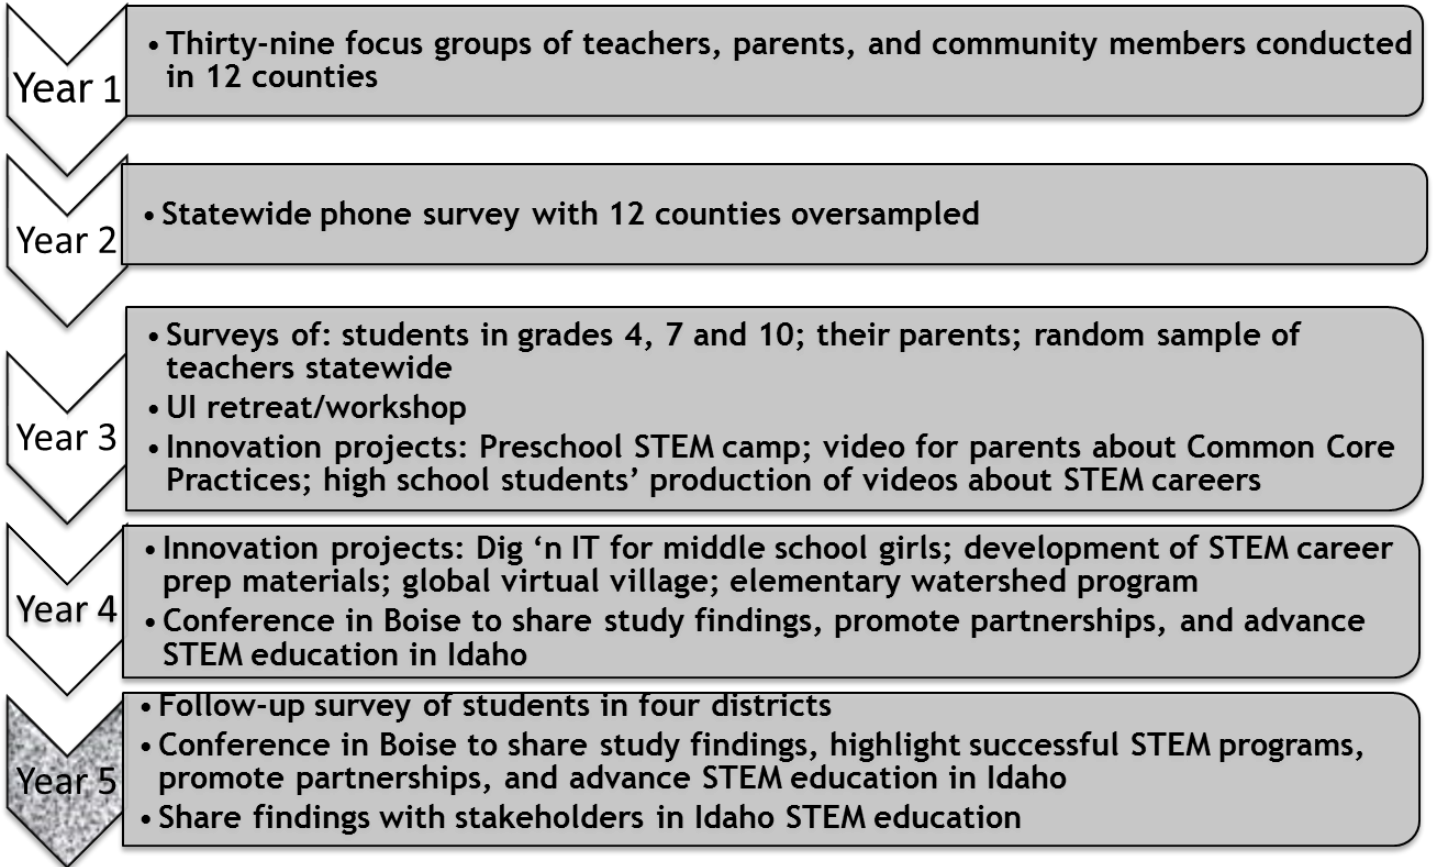 Year 1
• Thirty-nine focus groups of teachers, parents, and community members conducted
in 12 counties
Year 2
• Statewide phone survey with 12 counties oversampled
Year 3
• Surveys of: students in grades 4, 7 and 10; their parents; random sample of
teachers statewide
• UI retreat/workshop
• Innovation projects: Preschool STEM camp; video for parents about Common Core
Practices; high school students’ production of videos about STEM careers
Year 4
• Innovation projects: Dig ‘n IT for middle school girls; development of STEM career
prep materials; global virtual village; elementary watershed program
• Conference in Boise to share study findings, promote partnerships, and advance
STEM education in Idaho
Year 5
• Follow-up survey of students in four districts
• Conference in Boise to share study findings, highlight successful STEM programs,
promote partnerships, and advance STEM education in Idaho
• Share findings with stakeholders in Idaho STEM education